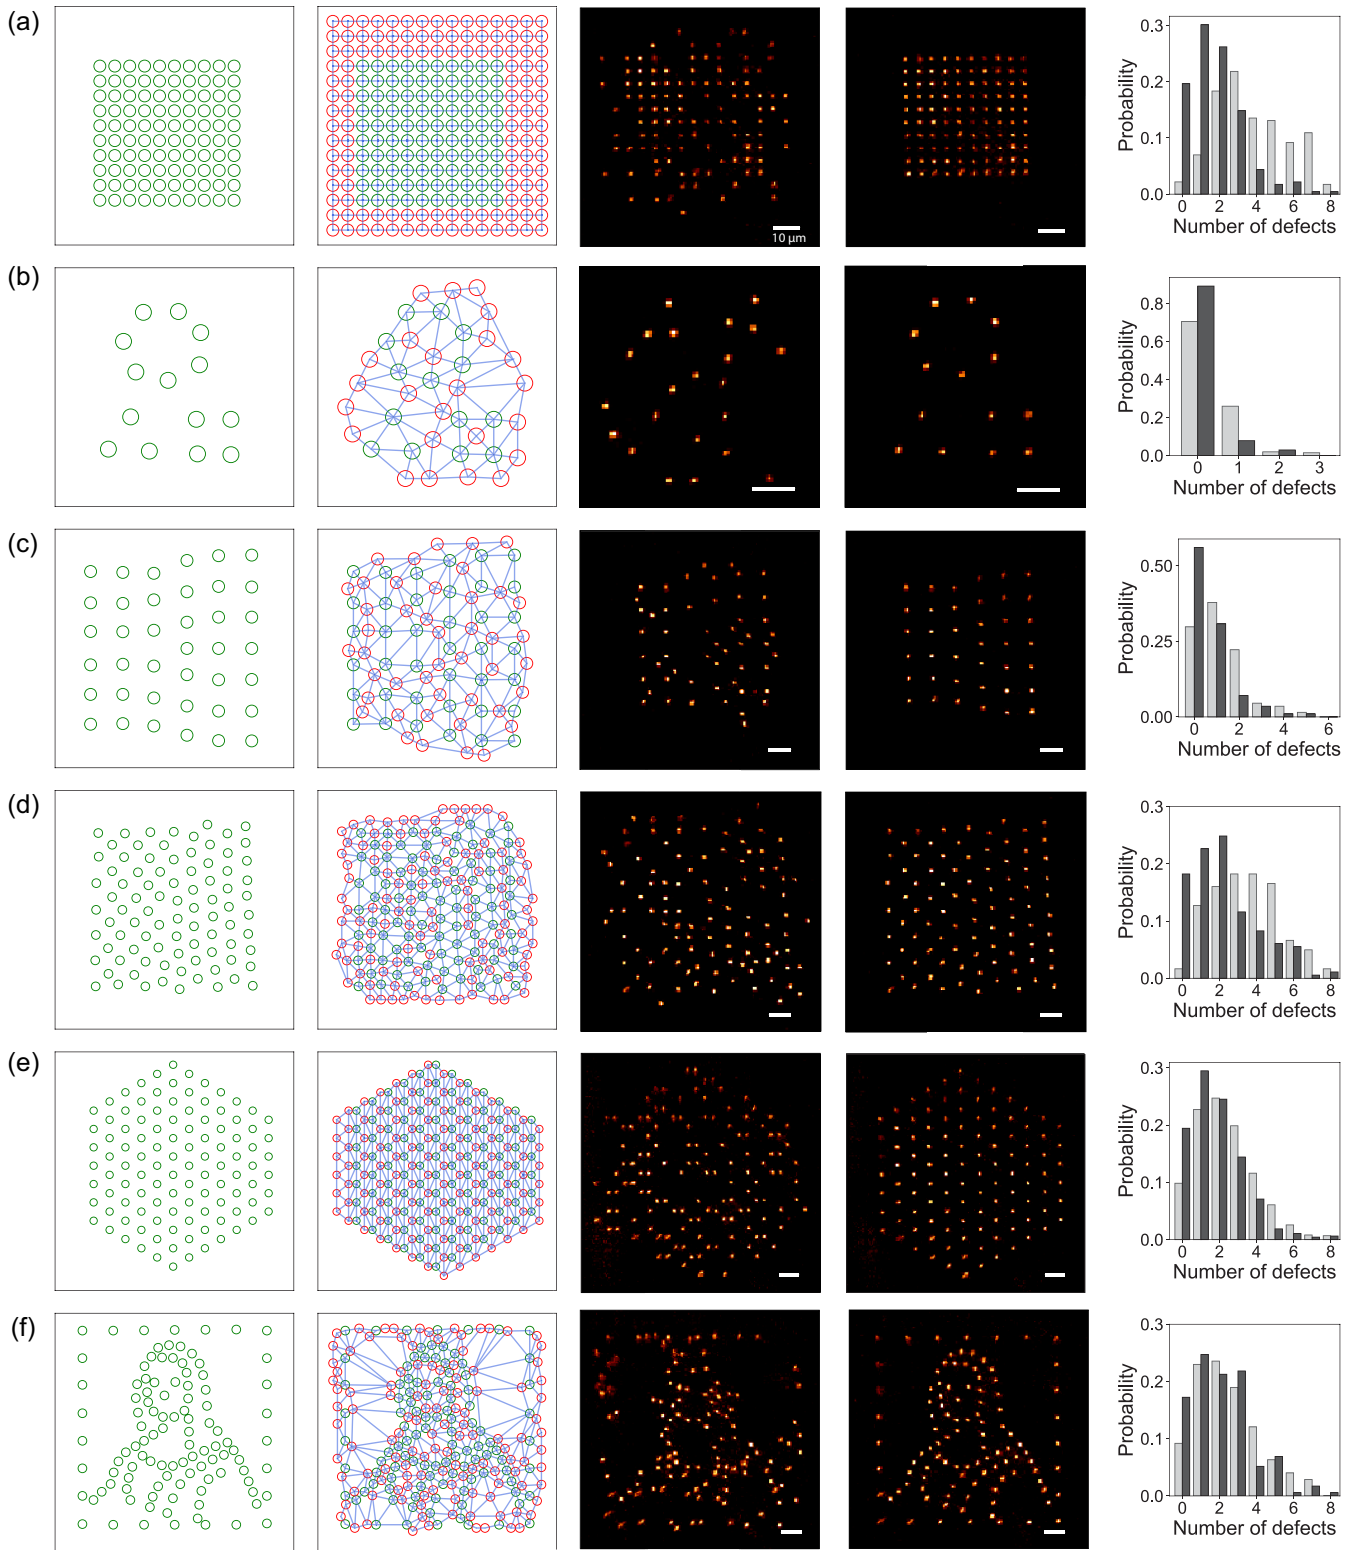 (a)
10 µm
Probability
0.3
0.2
0.1
0.0
0 2 4 6 8
Number of defects
(b)
Probability
0.8
0.6
0.4
0.2
0.0
0 1 2 3
Number of defects
(c)
Probability
0.50
0.25
0.00
0 2 4 6
Number of defects
(d)
Probability
0.3
0.2
0.1
0.0
0 2 4 6 8
Number of defects
(e)
Probability
0.3
0.2
0.1
0.0
0 2 4 6 8
Number of defects
(f)
Probability
0.3
0.2
0.1
0.0
0 2 4 6 8
Number of defects